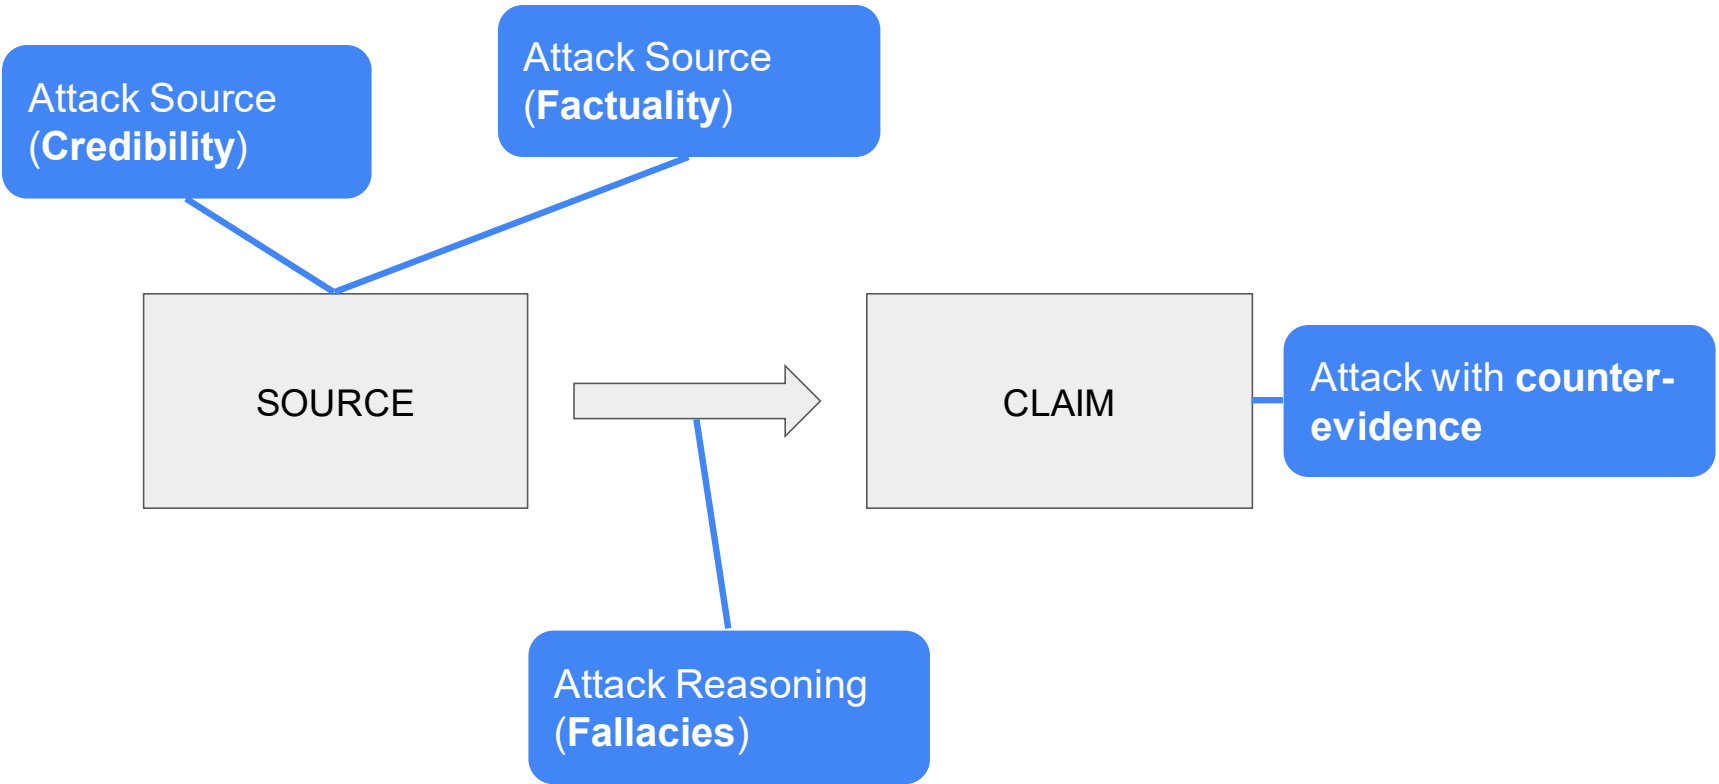 Attack Source
(Credibility)
Attack Source
(Factuality)
SOURCE
CLAIM
Attack with counter-
evidence
Attack Reasoning
(Fallacies)